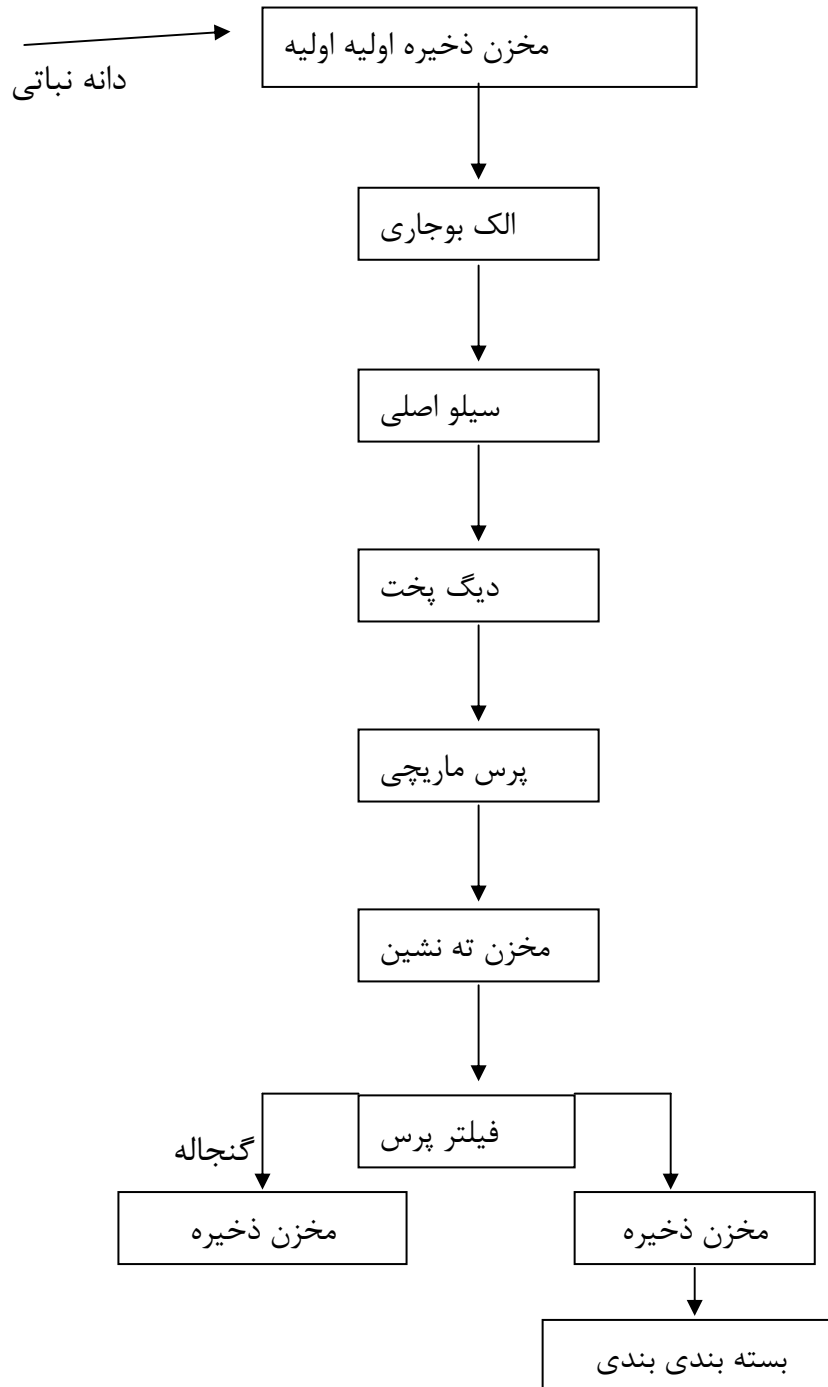 مخزن ذخیره اولیه اولیه
دانه نباتی
الک بوجاری
سیلو اصلی
دیگ پخت
پرس ماریچی
مخزن ته نشین
فیلتر پرس
گنجاله
مخزن ذخیره
مخزن ذخیره
بسته بندی بندی